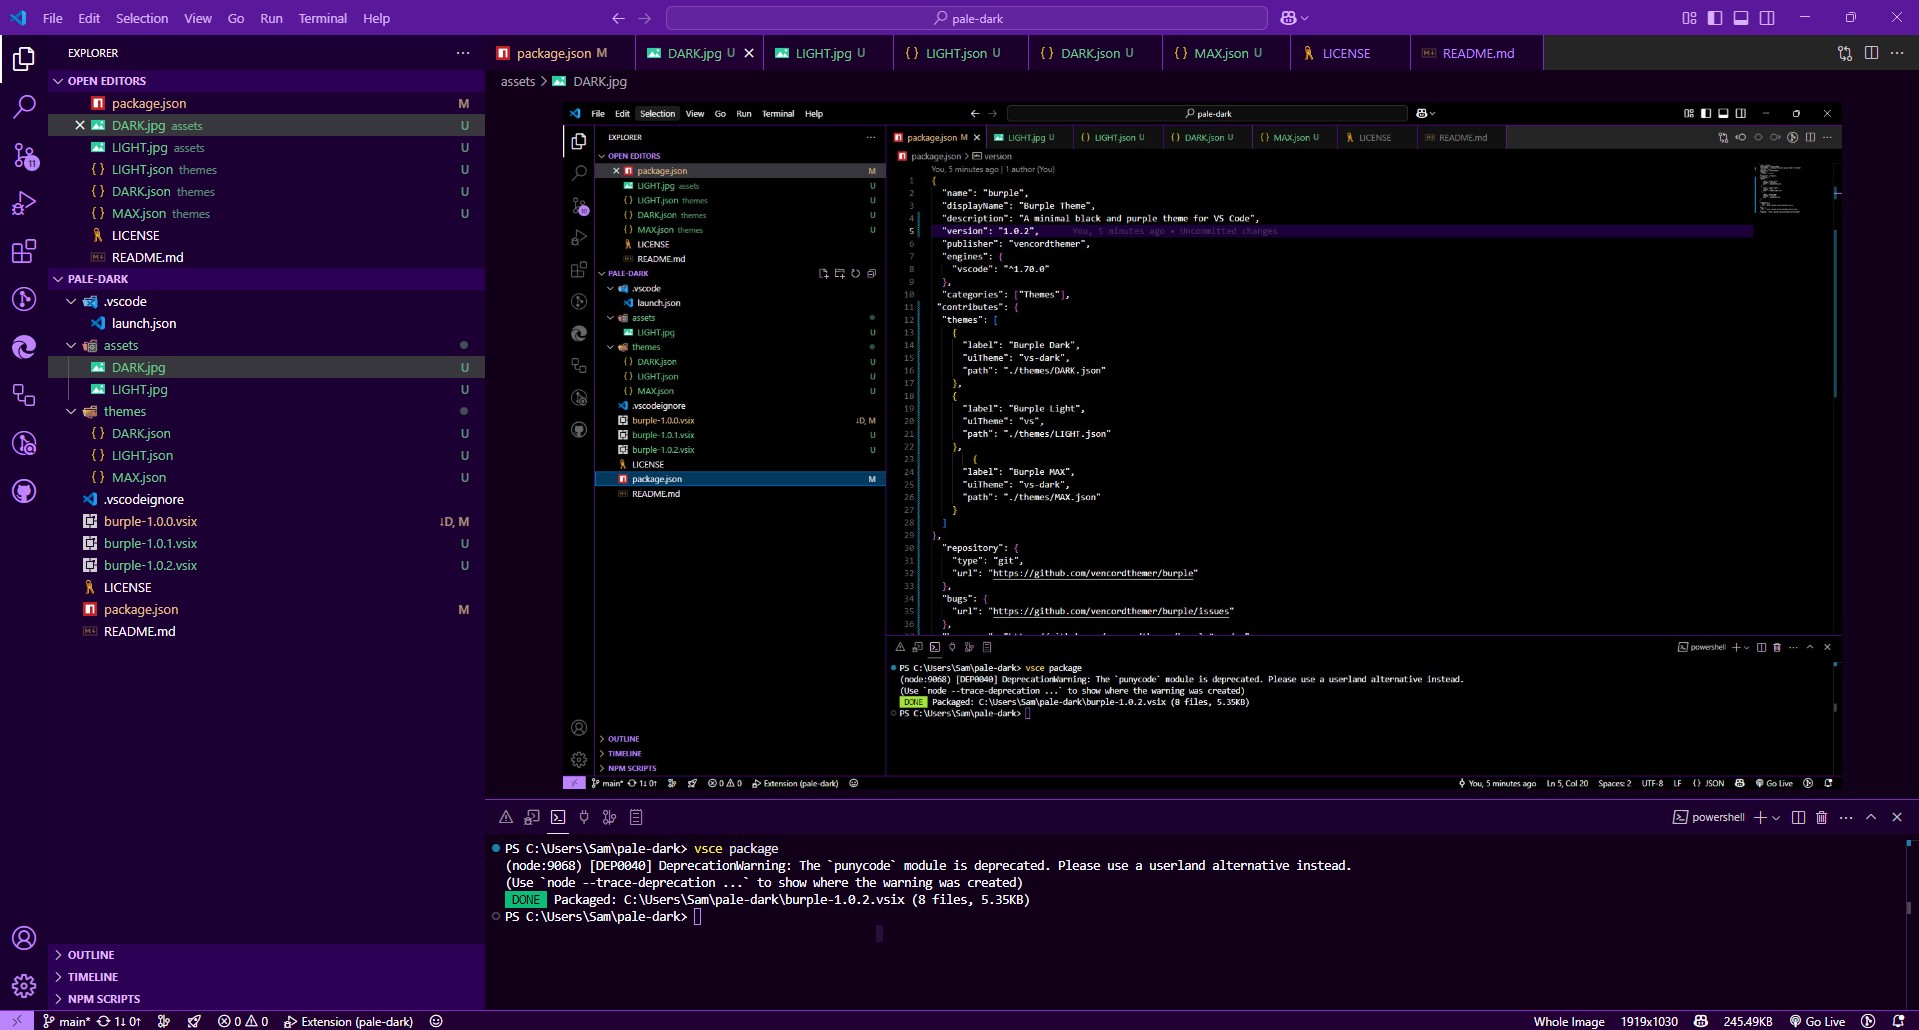 File Edit Selection View Go Run Terminal Help
pale-dark
EXPLORER
OPEN EDITORS
package.json M
DARK.jpg assets U
LIGHT.jpg assets U
LIGHT.json themes U
DARK.json themes U
MAX.json themes U
LICENSE
README.md
PALE-DARK
.vscode
launch.json
assets
DARK.jpg U
LIGHT.jpg U
themes
DARK.json U
LIGHT.json U
MAX.json U
.vscodeignore
burple-1.0.0.vsix ↓D, M
burple-1.0.1.vsix U
burple-1.0.2.vsix U
LICENSE
package.json M
README.md
OUTLINE
TIMELINE
NPM SCRIPTS
11
package.json M DARK.jpg U LIGHT.jpg U LIGHT.json U DARK.json U MAX.json U LICENSE README.md
assets > DARK.jpg
File Edit Selection View Go Run Terminal Help
pale-dark
EXPLORER
OPEN EDITORS
package.json M
LIGHT.jpg assets U
LIGHT.json themes U
DARK.json themes U
MAX.json themes U
LICENSE
README.md
PALE-DARK
.vscode
launch.json
assets
LIGHT.jpg U
themes
DARK.json U
LIGHT.json U
MAX.json U
.vscodeignore
burple-1.0.0.vsix ↓D, M
burple-1.0.1.vsix U
burple-1.0.2.vsix U
LICENSE
package.json M
README.md
OUTLINE
TIMELINE
NPM SCRIPTS
package.json M LIGHT.jpg U LIGHT.json U DARK.json U MAX.json U LICENSE README.md
package.json > version
You, 5 minutes ago | 1 author (You)
1 {
2 "name": "burple",
3 "displayName": "Burple Theme",
4 "description": "A minimal black and purple theme for VS Code",
5 "version": "1.0.2", You, 5 minutes ago • Uncommitted changes
6 "publisher": "vencordthemer",
7 "engines": {
8 "vscode": "^1.70.0"
9 },
10 "categories": ["Themes"],
11 "contributes": {
12 "themes": [
13 {
14 "label": "Burple Dark",
15 "uiTheme": "vs-dark",
16 "path": "./themes/DARK.json"
17 },
18 {
19 "label": "Burple Light",
20 "uiTheme": "vs",
21 "path": "./themes/LIGHT.json"
22 },
23 {
24 "label": "Burple MAX",
25 "uiTheme": "vs-dark",
26 "path": "./themes/MAX.json"
27 }
28 ]
29 },
30 "repository": {
31 "type": "git",
32 "url": "https://github.com/vencordthemer/burple"
33 },
34 "bugs": {
35 "url": "https://github.com/vencordthemer/burple/issues"
36 },
powershell
PS C:\Users\Sam\pale-dark> vsce package
(node:9068) [DEP0040] DeprecationWarning: The `punycode` module is deprecated. Please use a userland alternative instead.
(Use `node --trace-deprecation ...` to show where the warning was created)
DONE Packaged: C:\Users\Sam\pale-dark\burple-1.0.2.vsix (8 files, 5.35KB)
PS C:\Users\Sam\pale-dark>
main* 1↓ 0↑ 0 0 Extension (pale-dark) You, 5 minutes ago Ln 5, Col 20 Spaces: 2 UTF-8 LF {} JSON Go Live
powershell
PS C:\Users\Sam\pale-dark> vsce package
(node:9068) [DEP0040] DeprecationWarning: The `punycode` module is deprecated. Please use a userland alternative instead.
(Use `node --trace-deprecation ...` to show where the warning was created)
DONE Packaged: C:\Users\Sam\pale-dark\burple-1.0.2.vsix (8 files, 5.35KB)
PS C:\Users\Sam\pale-dark>
main* 1↓ 0↑ 0 0 Extension (pale-dark) Whole Image 1919x1030 245.49KB Go Live